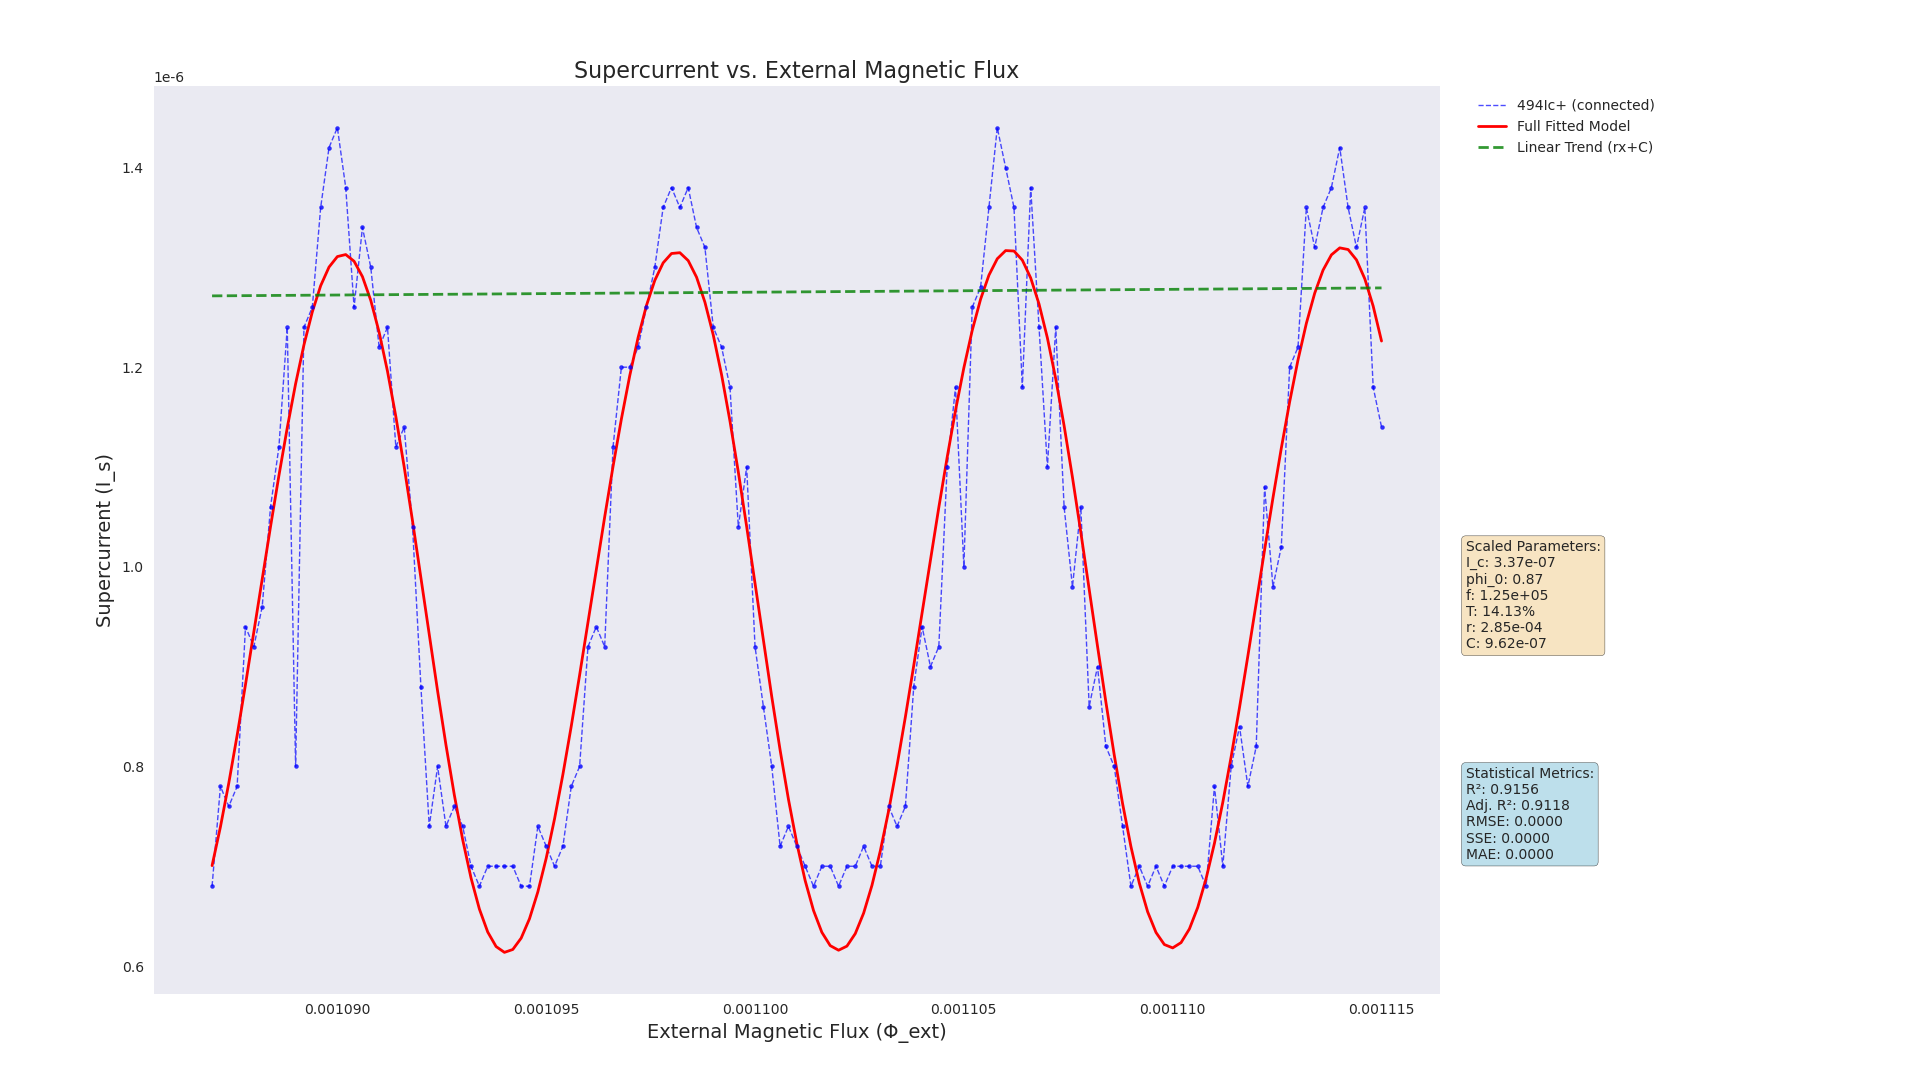 Supercurrent vs. External Magnetic Flux
1e-6
1.4
1.2
1.0
0.8
0.6
Supercurrent (I_s)
0.001090
0.001095
0.001100
0.001105
0.001110
0.001115
External Magnetic Flux (Φ_ext)
494Ic+ (connected)
Full Fitted Model
Linear Trend (rx+C)
Scaled Parameters:
I_c: 3.37e-07
phi_0: 0.87
f: 1.25e+05
T: 14.13%
r: 2.85e-04
C: 9.62e-07
Statistical Metrics:
R²: 0.9156
Adj. R²: 0.9118
RMSE: 0.0000
SSE: 0.0000
MAE: 0.0000